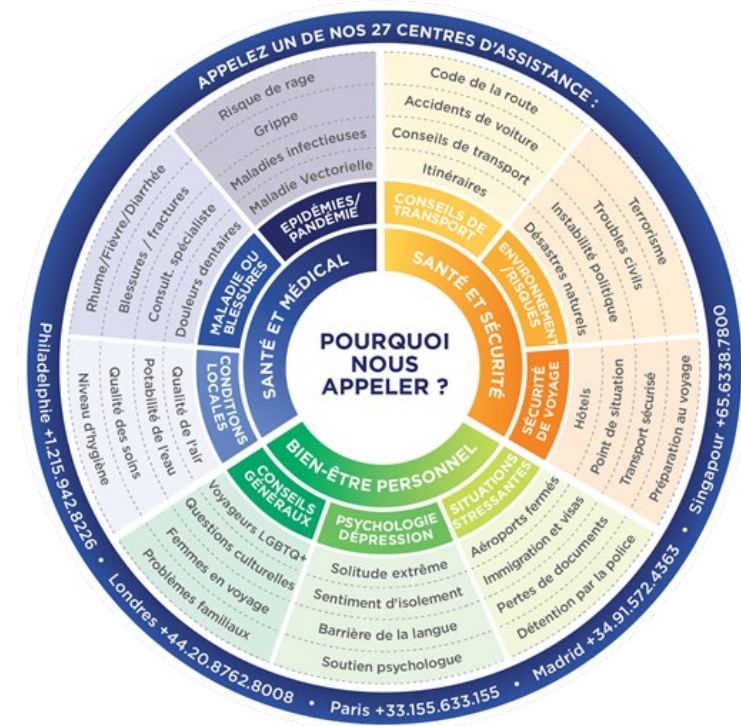 APPELEZ UN DE NOS 27 CENTRES D'ASSISTANCE :
POURQUOI
NOUS
APPELER ?
SANTÉ ET MÉDICAL
EPIDÉMIES/
PANDÉMIE
Risque de rage
Grippe
Maladies infectieuses
Maladie Vectorielle
MALADIE OU
BLESSURES
Rhume/Fièvre/Diarrhée
Blessures / fractures
Consult. spécialiste
Douleurs dentaires
CONDITIONS
LOCALES
Niveau d'hygiène
Qualité des soins
Potabilité de l'eau
Qualité de l'air
SANTÉ ET SÉCURITÉ
CONSEILS DE
TRANSPORT
Code de la route
Accidents de voiture
Conseils de transport
Itinéraires
ENVIRONNEMENT
/RISQUES
Terrorisme
Troubles civils
Instabilité politique
Désastres naturels
SÉCURITÉ
DE VOYAGE
Hôtels
Point de situation
Transport sécurisé
Préparation au voyage
BIEN-ÊTRE PERSONNEL
CONSEILS
GÉNÉRAUX
Voyageurs LGBTQ+
Questions culturelles
Femmes en voyage
Problèmes familiaux
PSYCHOLOGIE
DÉPRESSION
Solitude extrême
Sentiment d'isolement
Barrière de la langue
Soutien psychologue
SITUATIONS
STRESSANTES
Aéroports fermés
Immigration et visas
Pertes de documents
Détention par la police
Philadelphie +1.215.942.8226 • Londres +44.20.8762.8008 • Paris +33.155.633.155 • Madrid +34.91.572.4363 • Singapour +65.6338.7800